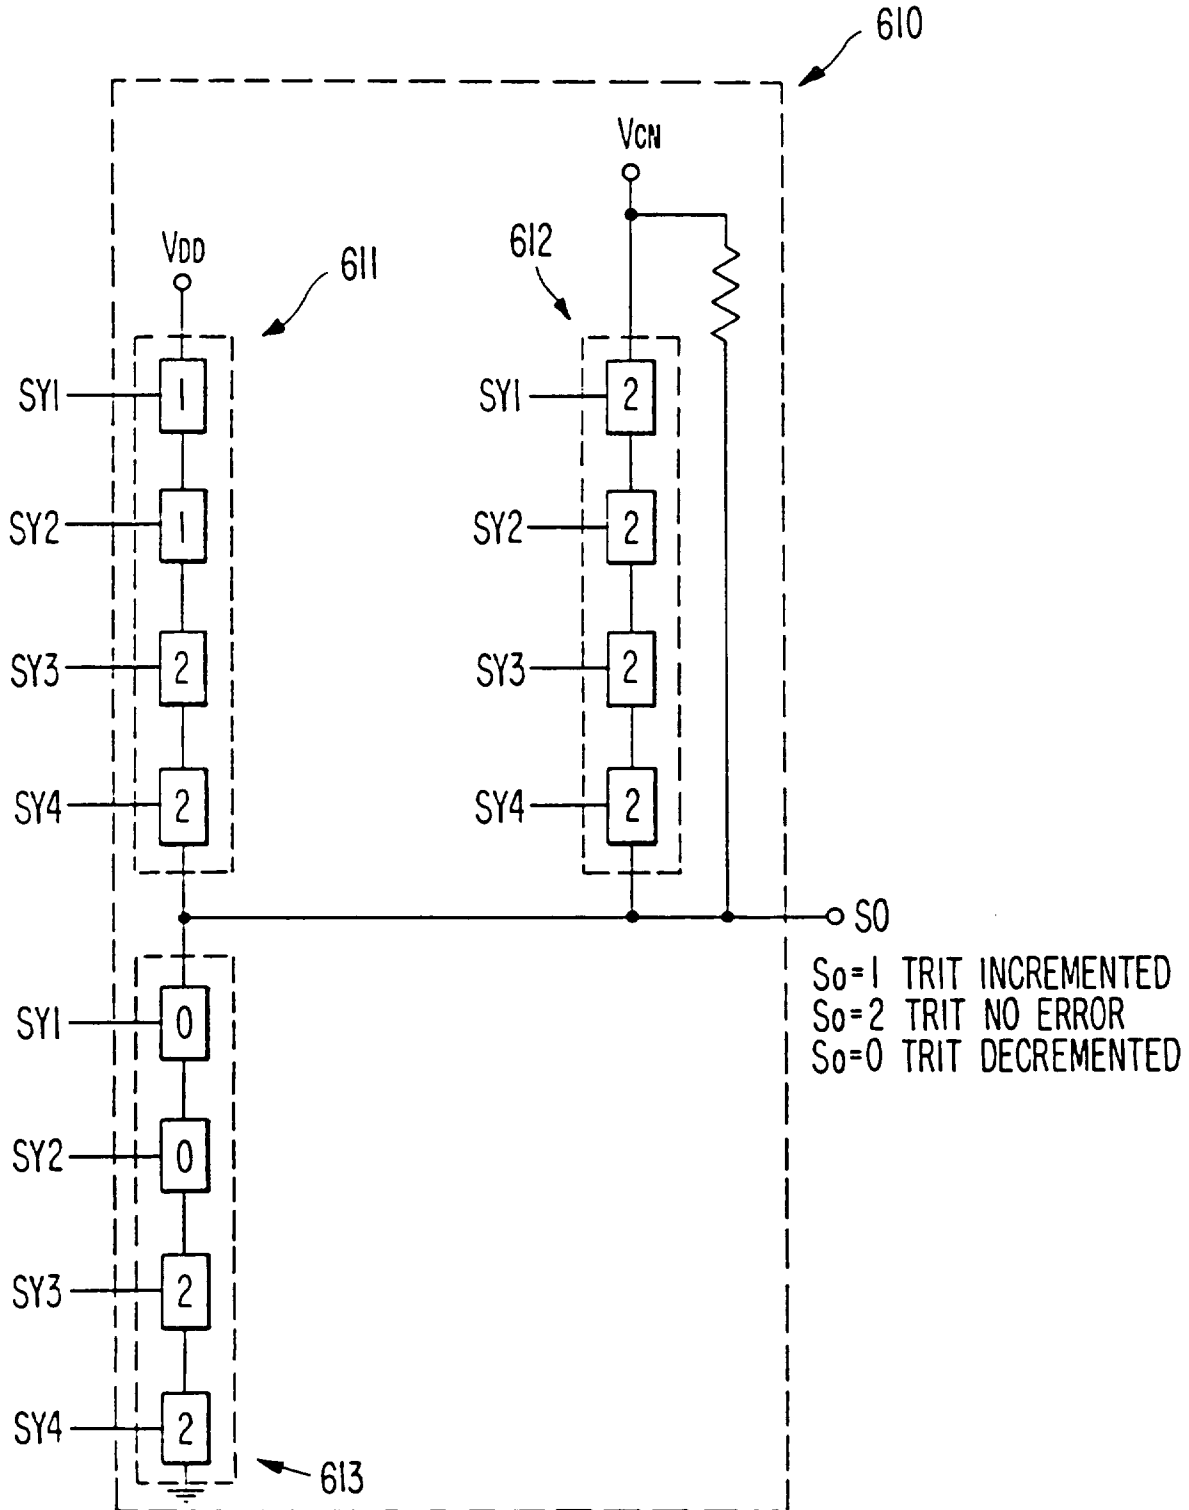 610
VCN
VDD
611
612
SY1 1
SY1 2
SY2 1
SY2 2
SY3 2
SY3 2
SY4 2
SY4 2
SO
So=1 TRIT INCREMENTED
So=2 TRIT NO ERROR
So=0 TRIT DECREMENTED
SY1 0
SY2 0
SY3 2
SY4 2
613